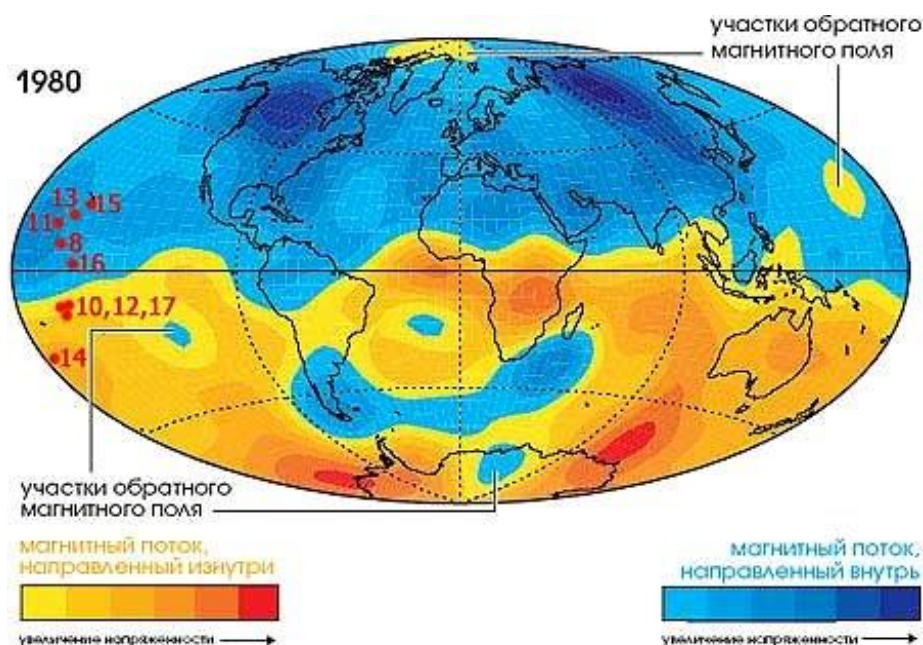 участки обратного
магнитного поля
1980
13
15
11
8
16
10,12,17
14
участки обратного
магнитного поля
магнитный поток,
направленный изнутри
увеличение напряженности
магнитный поток,
направленный внутрь
увеличение напряженности